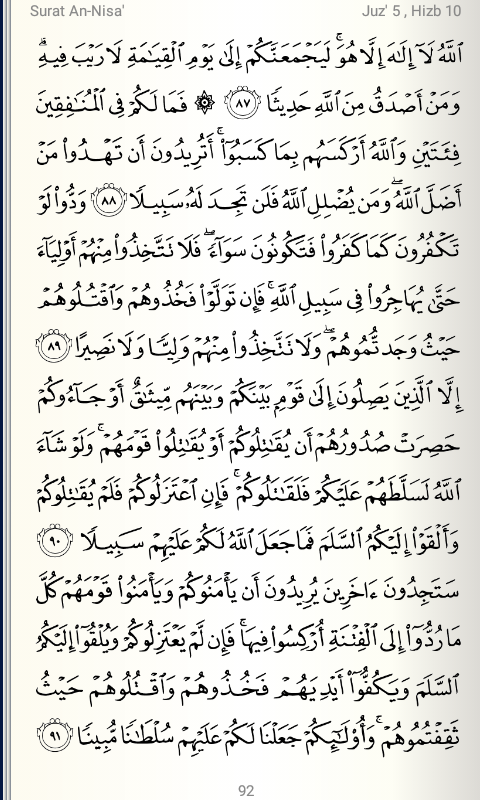 Surat An-Nisa' Juz' 5 , Hizb 10
ٱللَّهُ لَآ إِلَٰهَ إِلَّا هُوَۚ لَيَجْمَعَنَّكُمْ إِلَىٰ يَوْمِ ٱلْقِيَٰمَةِ لَا رَيْبَ فِيهِۗ
وَمَنْ أَصْدَقُ مِنَ ٱللَّهِ حَدِيثًا ٨٧ ۞ فَمَا لَكُمْ فِى ٱلْمُنَٰفِقِينَ
فِئَتَيْنِ وَٱللَّهُ أَرْكَسَهُم بِمَا كَسَبُوٓا۟ۚ أَتُرِيدُونَ أَن تَهْدُوا۟ مَنْ
أَضَلَّ ٱللَّهُۖ وَمَن يُضْلِلِ ٱللَّهُ فَلَن تَجِدَ لَهُۥ سَبِيلًا ٨٨ وَدُّوا۟ لَوْ
تَكْفُرُونَ كَمَا كَفَرُوا۟ فَتَكُونُونَ سَوَآءًۖ فَلَا تَتَّخِذُوا۟ مِنْهُمْ أَوْلِيَآءَ
حَتَّىٰ يُهَاجِرُوا۟ فِى سَبِيلِ ٱللَّهِۚ فَإِن تَوَلَّوْا۟ فَخُذُوهُمْ وَٱقْتُلُوهُمْ
حَيْثُ وَجَدتُّمُوهُمْۖ وَلَا تَتَّخِذُوا۟ مِنْهُمْ وَلِيًّا وَلَا نَصِيرًا ٨٩
إِلَّا ٱلَّذِينَ يَصِلُونَ إِلَىٰ قَوْمٍۭ بَيْنَكُمْ وَبَيْنَهُم مِّيثَٰقٌ أَوْ جَآءُوكُمْ
حَصِرَتْ صُدُورُهُمْ أَن يُقَٰتِلُوكُمْ أَوْ يُقَٰتِلُوا۟ قَوْمَهُمْۚ وَلَوْ شَآءَ
ٱللَّهُ لَسَلَّطَهُمْ عَلَيْكُمْ فَلَقَٰتَلُوكُمْۚ فَإِنِ ٱعْتَزَلُوكُمْ فَلَمْ يُقَٰتِلُوكُمْ
وَأَلْقَوْا۟ إِلَيْكُمُ ٱلسَّلَمَ فَمَا جَعَلَ ٱللَّهُ لَكُمْ عَلَيْهِمْ سَبِيلًا ٩٠
سَتَجِدُونَ ءَاخَرِينَ يُرِيدُونَ أَن يَأْمَنُوكُمْ وَيَأْمَنُوا۟ قَوْمَهُمْ كُلَّ
مَا رُدُّوٓا۟ إِلَى ٱلْفِتْنَةِ أُرْكِسُوا۟ فِيهَاۚ فَإِن لَّمْ يَعْتَزِلُوكُمْ وَيُلْقُوٓا۟ إِلَيْكُمُ
ٱلسَّلَمَ وَيَكُفُّوٓا۟ أَيْدِيَهُمْ فَخُذُوهُمْ وَٱقْتُلُوهُمْ حَيْثُ
ثَقِفْتُمُوهُمْۚ وَأُو۟لَٰٓئِكُمْ جَعَلْنَا لَكُمْ عَلَيْهِمْ سُلْطَٰنًا مُّبِينًا ٩١
92